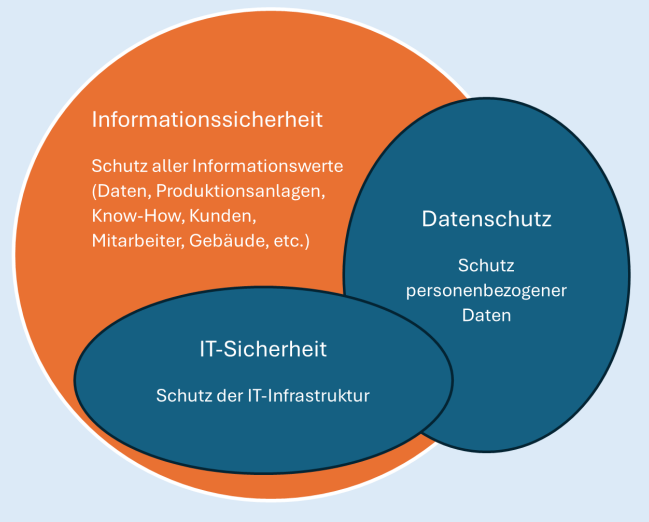 Informationssicherheit
Schutz aller Informationswerte
(Daten, Produktionsanlagen,
Know-How, Kunden,
Mitarbeiter, Gebäude, etc.)
Datenschutz
Schutz
personenbezogener
Daten
IT-Sicherheit
Schutz der IT-Infrastruktur